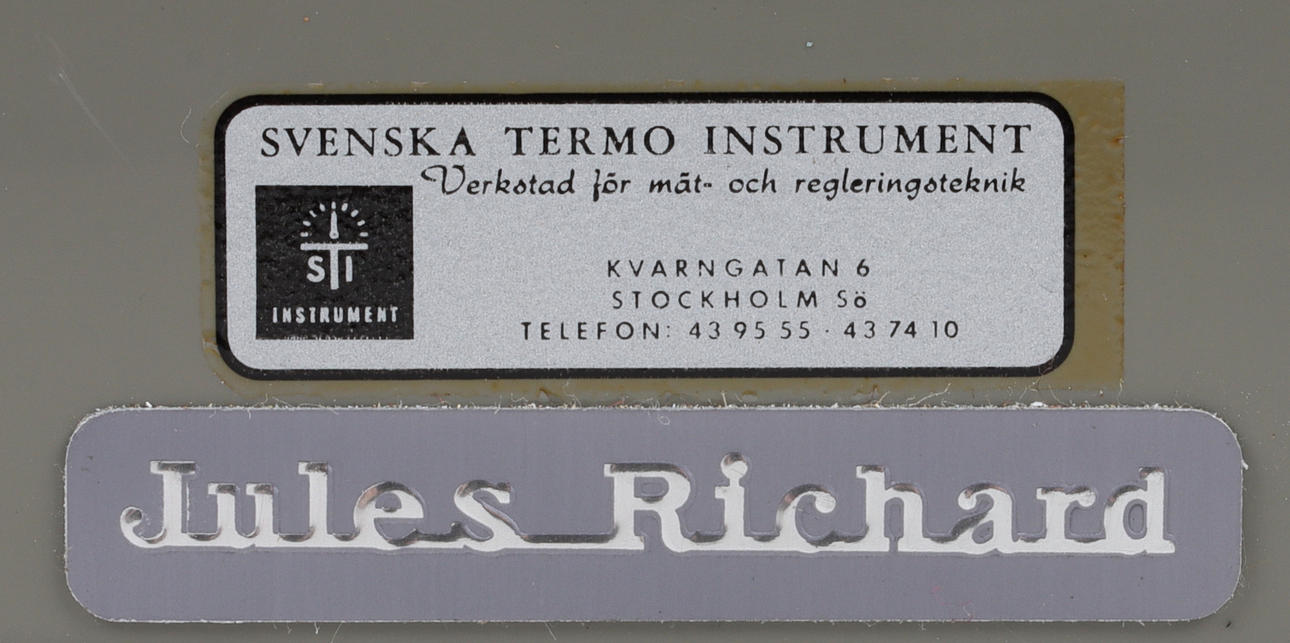 SVENSKA TERMO INSTRUMENT
Verkstad för mät- och regleringsteknik
STI
INSTRUMENT
KVARNGATAN 6
STOCKHOLM Sö
TELEFON: 43 95 55 · 43 74 10
Jules Richard